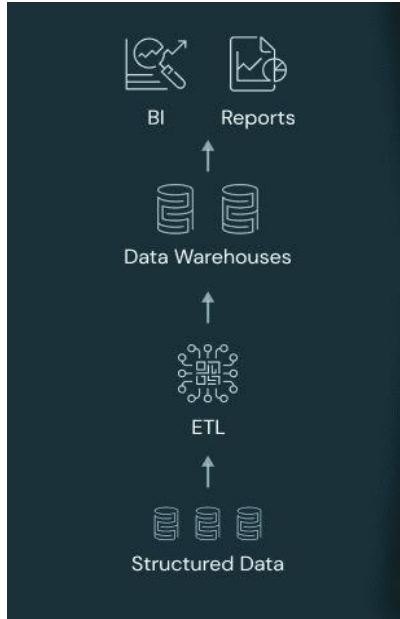 BI Reports
Data Warehouses
ETL
Structured Data